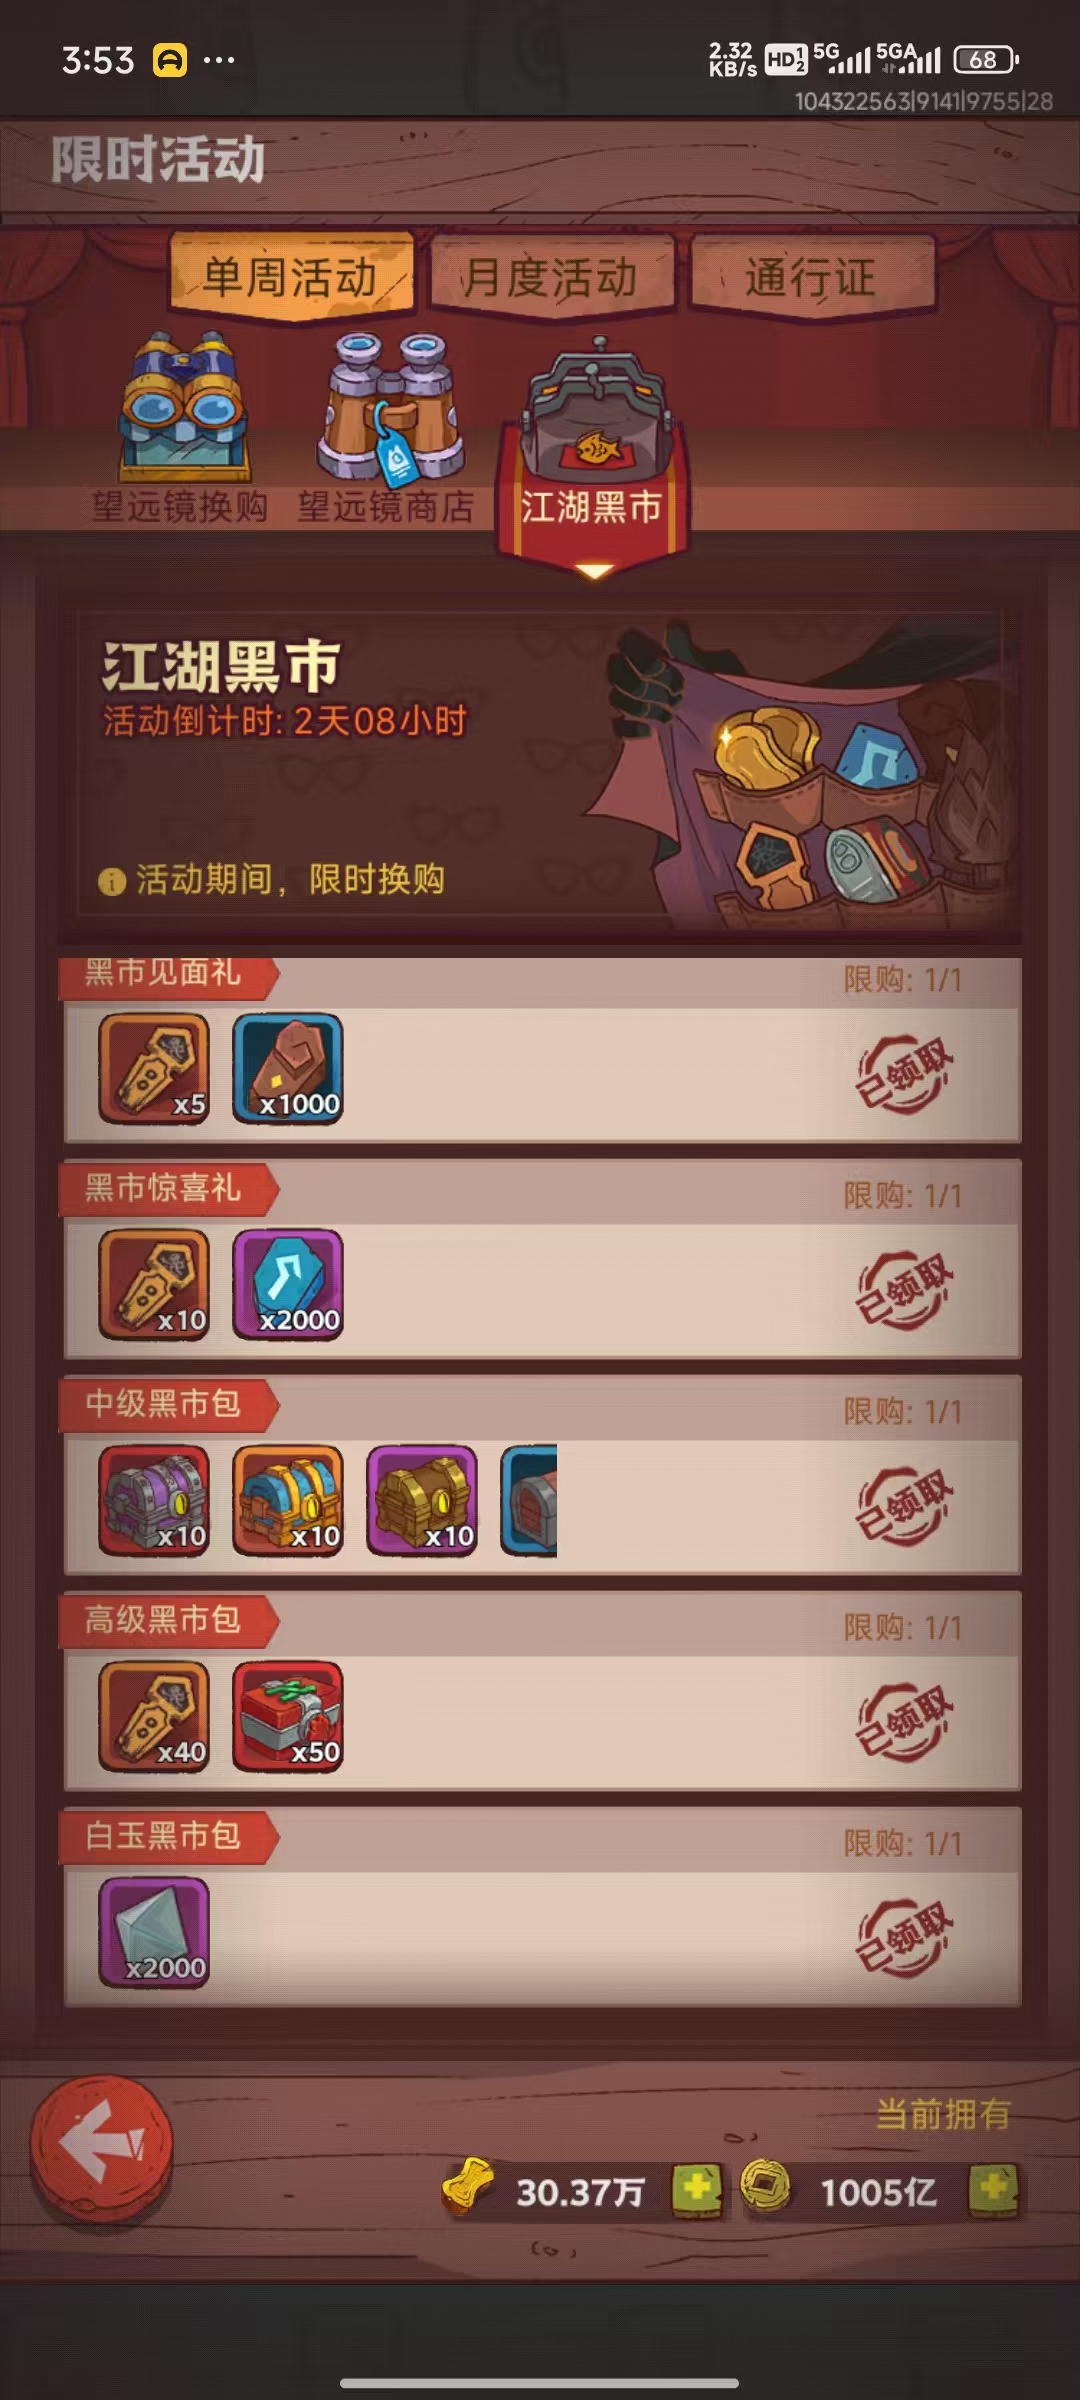 3:53 ... 2.32 KB/s HD 1 2 5G 5GA 68
104322563|9141|9755|28
限时活动
单周活动 月度活动 通行证
望远镜换购 望远镜商店 江湖黑市
江湖黑市
活动倒计时: 2天08小时
活动期间，限时换购
黑市见面礼 限购: 1/1
x5 x1000 已领取
黑市惊喜礼 限购: 1/1
x10 x2000 已领取
中级黑市包 限购: 1/1
x10 x10 x10 已领取
高级黑市包 限购: 1/1
x40 x50 已领取
白玉黑市包 限购: 1/1
x2000 已领取
当前拥有
30.37万 1005亿